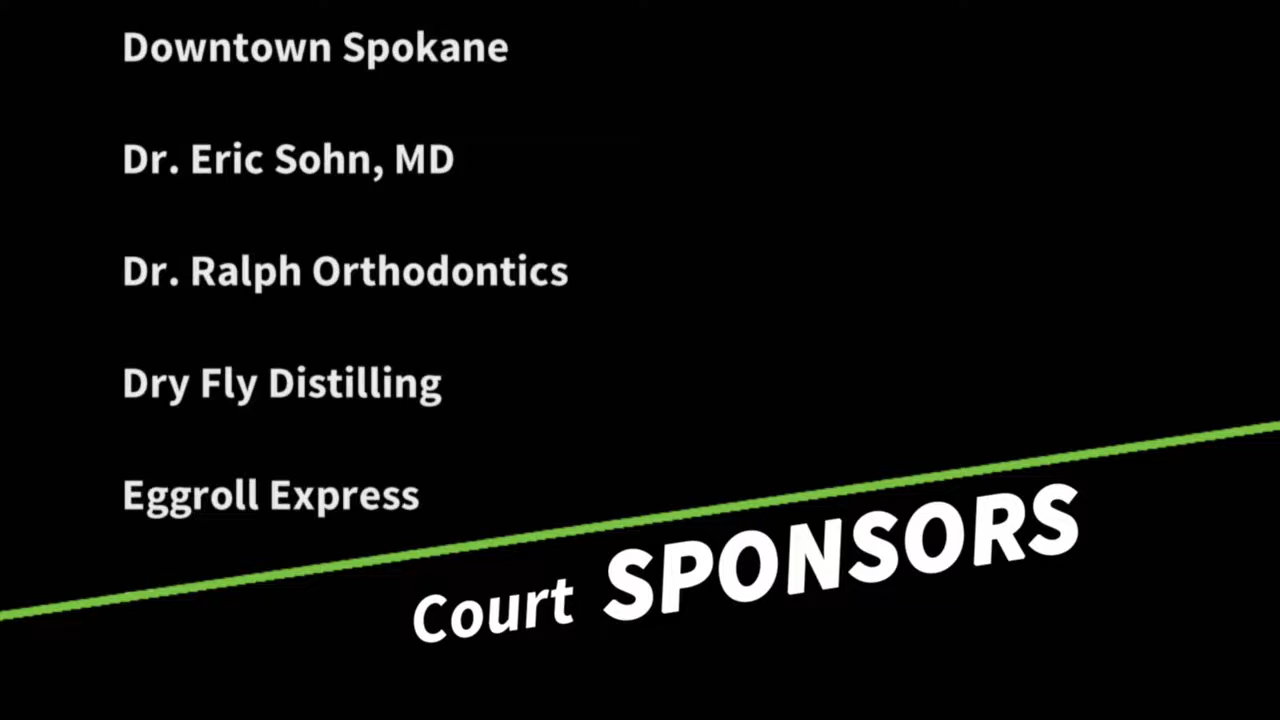 Downtown Spokane
Dr. Eric Sohn, MD
Dr. Ralph Orthodontics
Dry Fly Distilling
Eggroll Express
Court SPONSORS